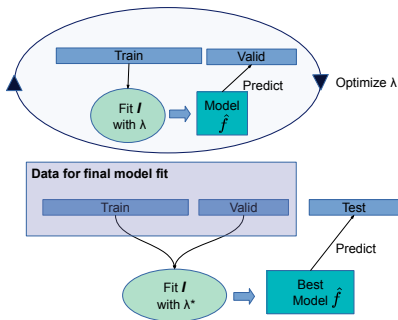 Train
Valid
Predict
Optimize λ
Fit I
with λ
Model
f̂
Data for final model fit
Train
Valid
Test
Predict
Fit I
with λ*
Best
Model f̂